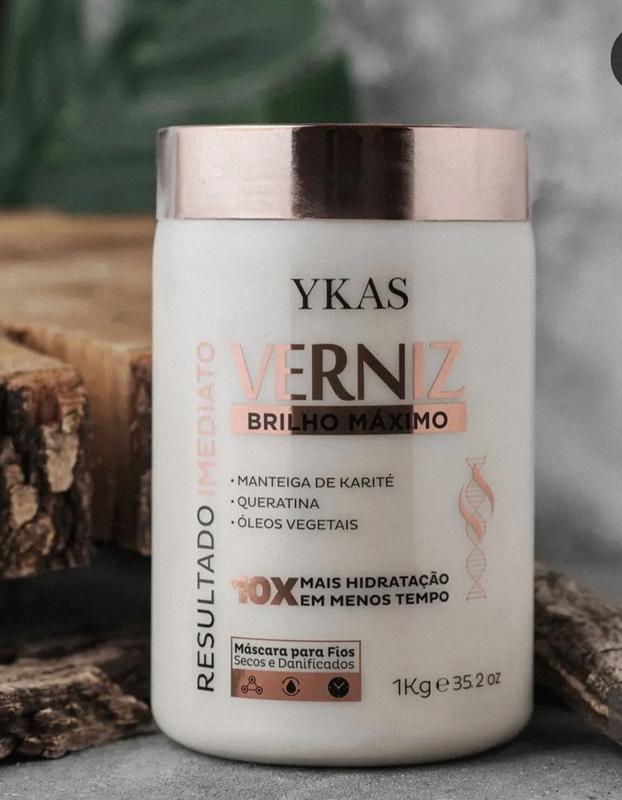 YKAS
VERNIZ
BRILHO MÁXIMO
RESULTADO IMEDIATO
• MANTEIGA DE KARITÉ
• QUERATINA
• ÓLEOS VEGETAIS
10X MAIS HIDRATAÇÃO
EM MENOS TEMPO
Máscara para Fios
Secos e Danificados
1Kg e 35.2 oz